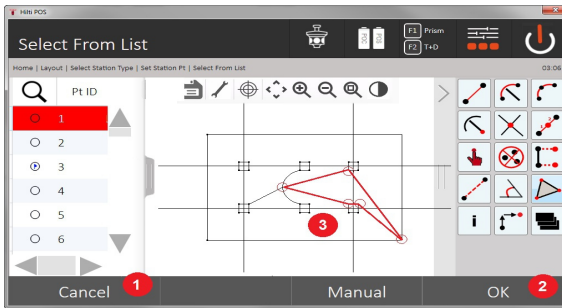 Hilti POS
Select From List
F1 Prism
F2 T+D
Home | Layout | Select Station Type | Set Station Pt | Select From List
03:06
Pt ID
1
2
3
4
5
6
3
i
Cancel
1
Manual
OK
2